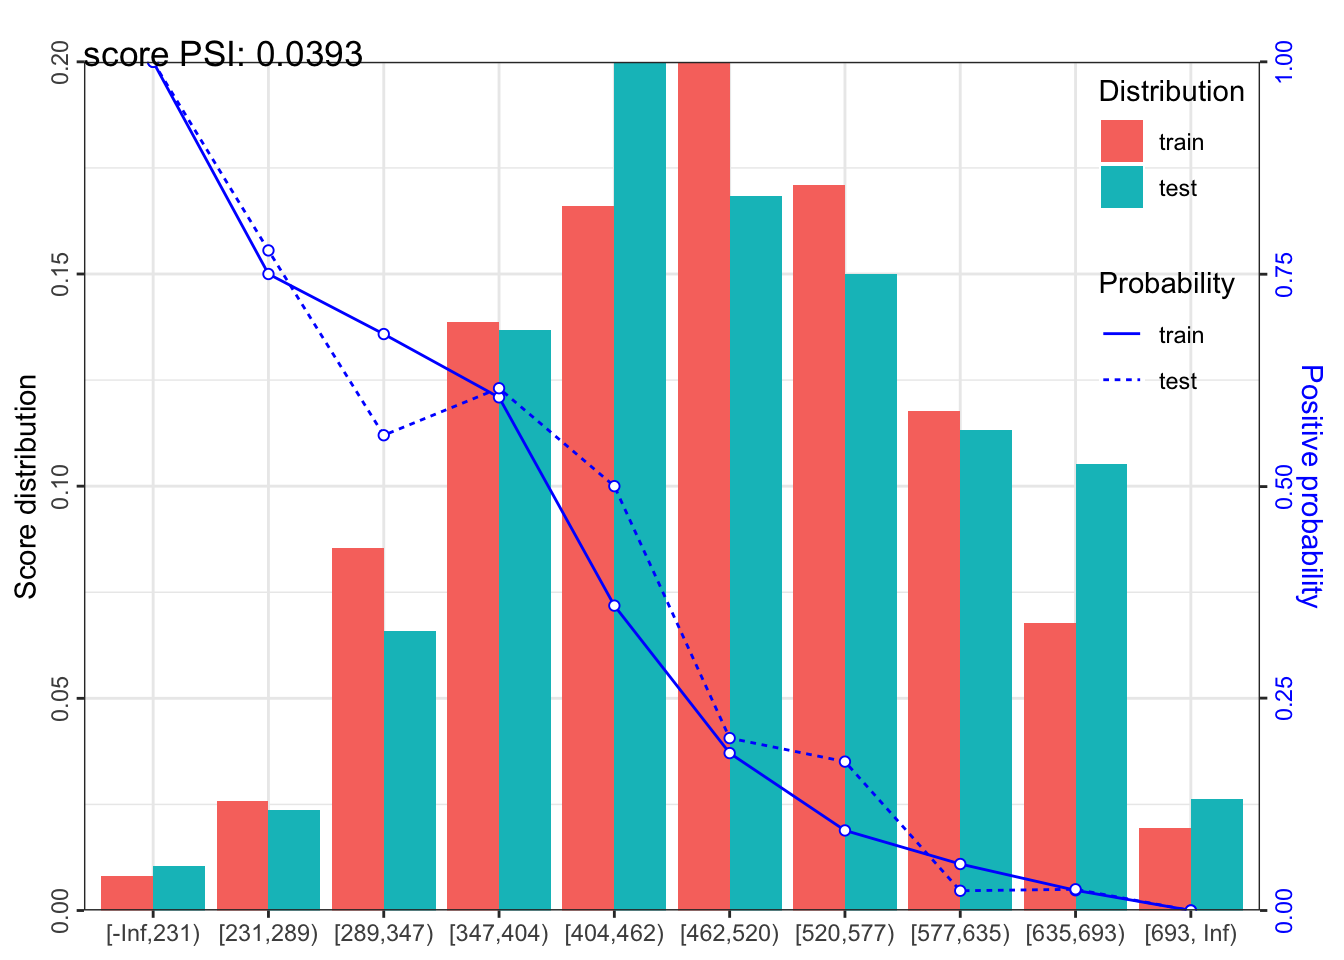 score PSI: 0.0393
Score distribution
0.20
0.15
0.10
0.05
0.00
Distribution
train
test
Probability
train
test
1.00
0.75
0.50
0.25
0.00
Positive probability
[-Inf,231)
[231,289)
[289,347)
[347,404)
[404,462)
[462,520)
[520,577)
[577,635)
[635,693)
[693, Inf)